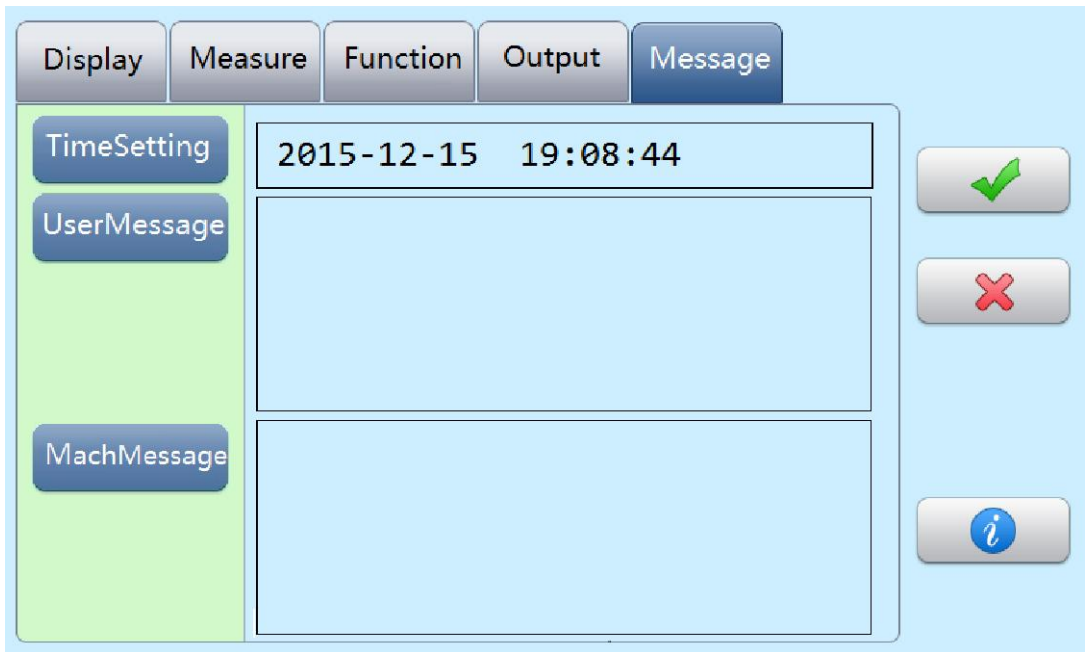 Display Measure Function Output Message
TimeSetting 2015-12-15 19:08:44
UserMessage
MachMessage
i